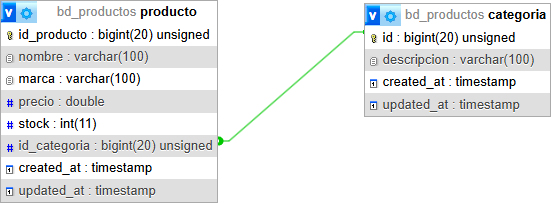 v bd_productos producto
id_producto : bigint(20) unsigned
nombre : varchar(100)
marca : varchar(100)
# precio : double
# stock : int(11)
# id_categoria : bigint(20) unsigned
created_at : timestamp
updated_at : timestamp
v bd_productos categoria
id : bigint(20) unsigned
descripcion : varchar(100)
created_at : timestamp
updated_at : timestamp